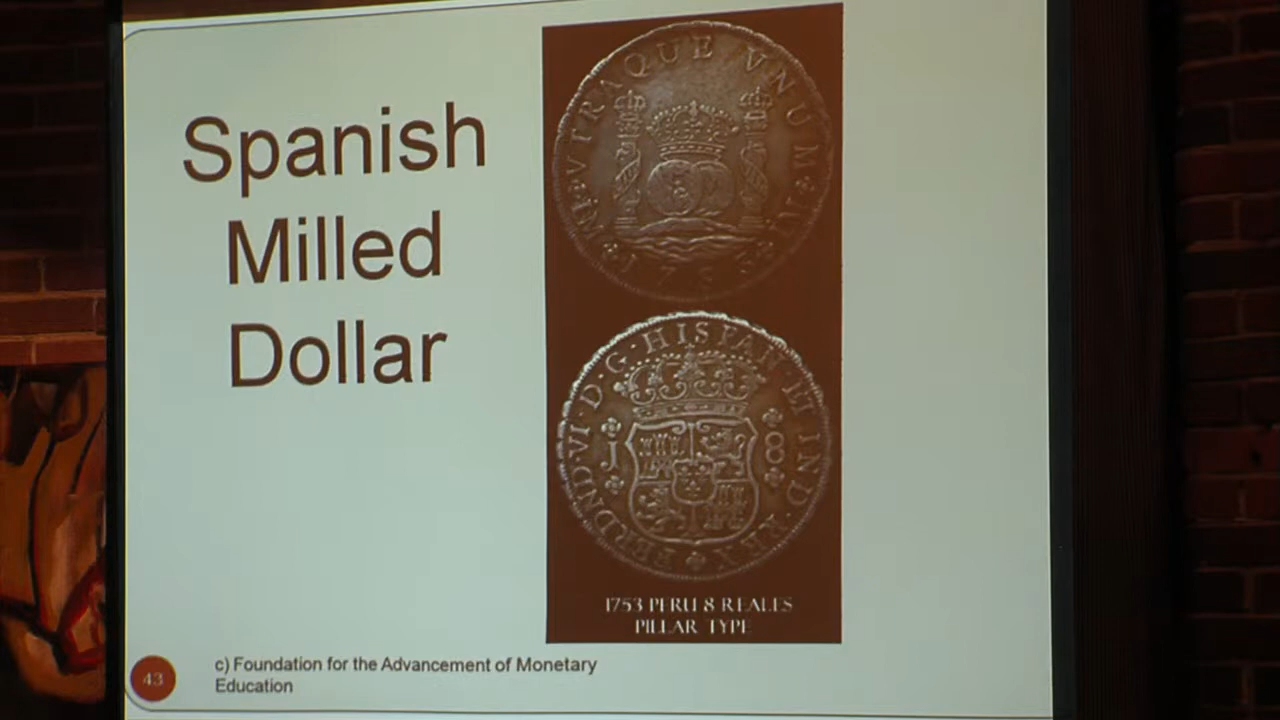 Spanish
Milled
Dollar
VTRAQUE VNUM
1753
FERDND·VI·D·G·HISPAN·ET IND·REX
J
8
1753 PERU 8 REALES
PILLAR TYPE
c) Foundation for the Advancement of Monetary
Education
43